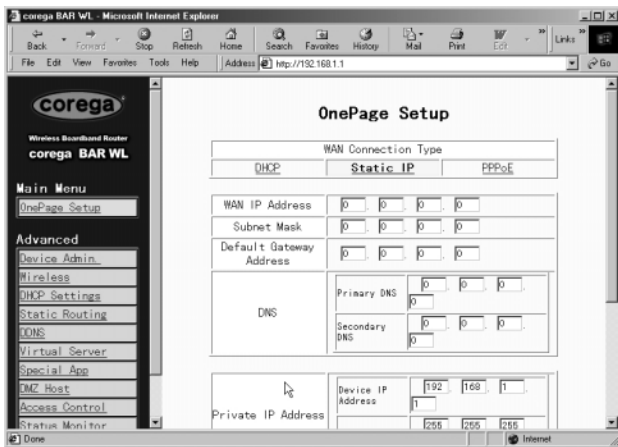 corega BAR WL - Microsoft Internet Explorer
Back Forward Stop Refresh Home Search Favorites History Mail Print Edit » Links »
File Edit View Favorites Tools Help Address http://192.168.1.1 Go
corega
Wireless Boardband Router
corega BAR WL
Main Menu
OnePage Setup
Advanced
Device Admin.
Wireless
DHCP Settings
Static Routing
DDNS
Virtual Server
Special App
DMZ Host
Access Control
Status Monitor
OnePage Setup
WAN Connection Type
DHCP Static IP PPPoE
WAN IP Address 0 . 0 . 0 . 0
Subnet Mask 0 . 0 . 0 . 0
Default Gateway
Address 0 . 0 . 0 . 0
DNS
Primary DNS 0 . 0 . 0 .
0
Secondary
DNS 0 . 0 . 0 .
0
Private IP Address
Device IP
Address 192 . 168 . 1 .
1
255 255 255
Done Internet